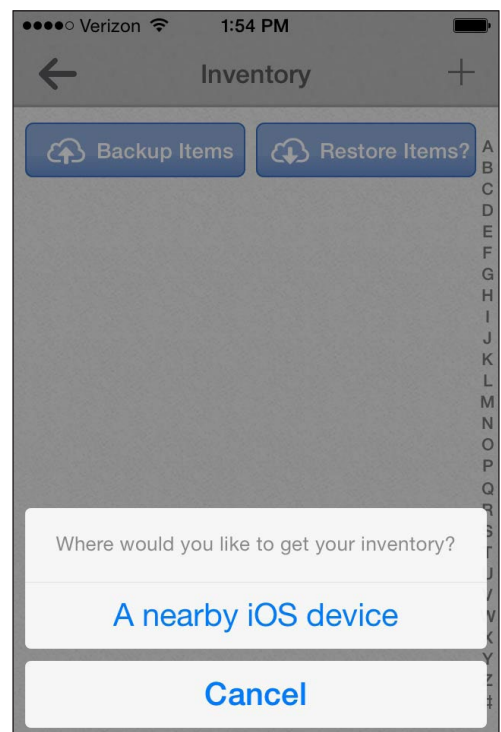 Verizon 1:54 PM
Inventory
Backup Items Restore Items?
A
B
C
D
E
F
G
H
I
J
K
L
M
N
O
P
Q
R
S
T
U
V
W
X
Y
Z
#
Where would you like to get your inventory?
A nearby iOS device
Cancel